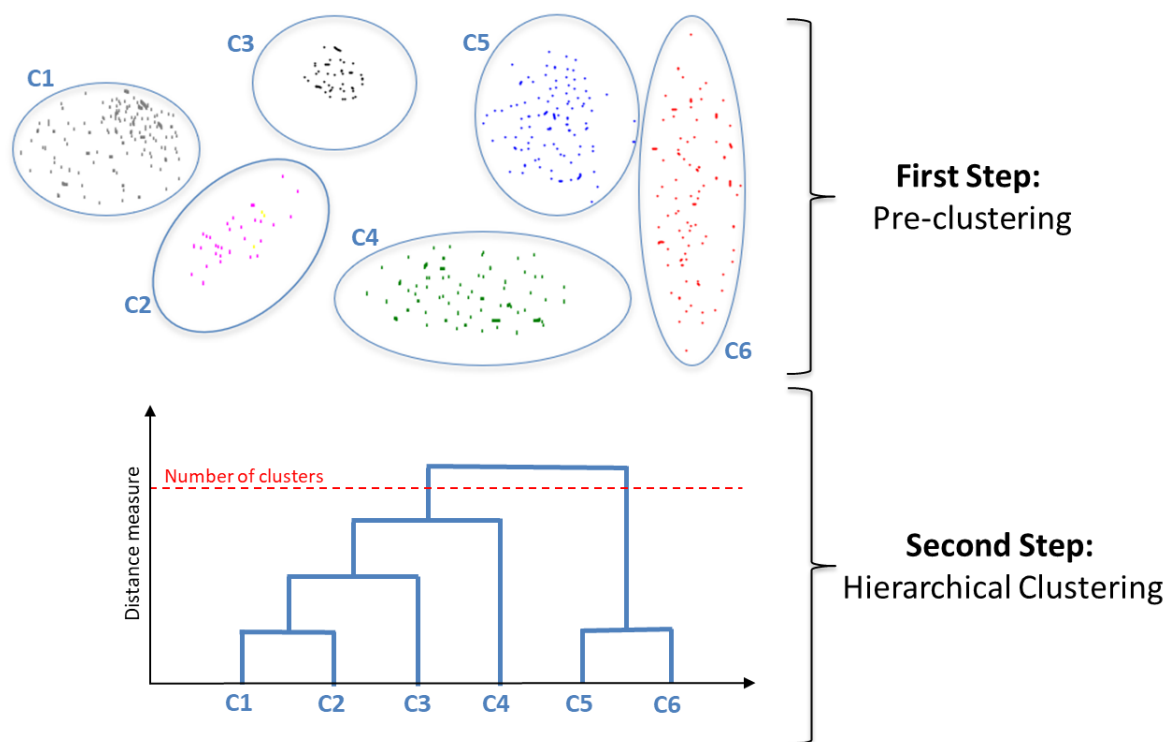 C3
C5
C1
C4
C2
C6
First Step:
Pre-clustering
Number of clusters
Distance measure
Second Step:
Hierarchical Clustering
C1 C2 C3 C4 C5 C6